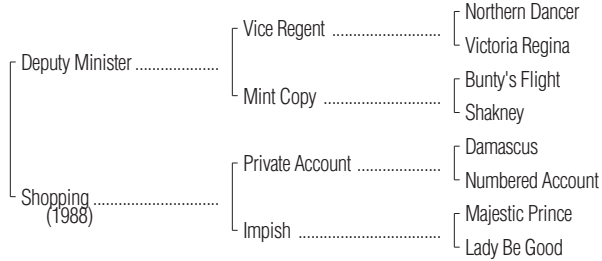 Northern Dancer
Vice Regent
Victoria Regina
Deputy Minister
Bunty's Flight
Mint Copy
Shakney
Damascus
Private Account
Numbered Account
Shopping
(1988)
Majestic Prince
Impish
Lady Be Good